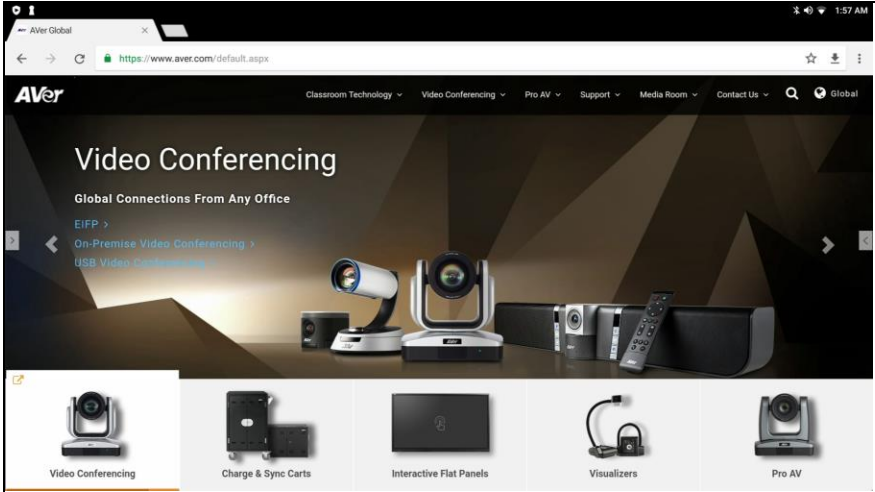 1:57 AM
AVer Global
https://www.aver.com/default.aspx
AVer
Classroom Technology
Video Conferencing
Pro AV
Support
Media Room
Contact Us
Global
Video Conferencing
Global Connections From Any Office
EIFP >
On-Premise Video Conferencing >
USB Video
AVer
Video Conferencing
Charge & Sync Carts
Interactive Flat Panels
Visualizers
Pro AV